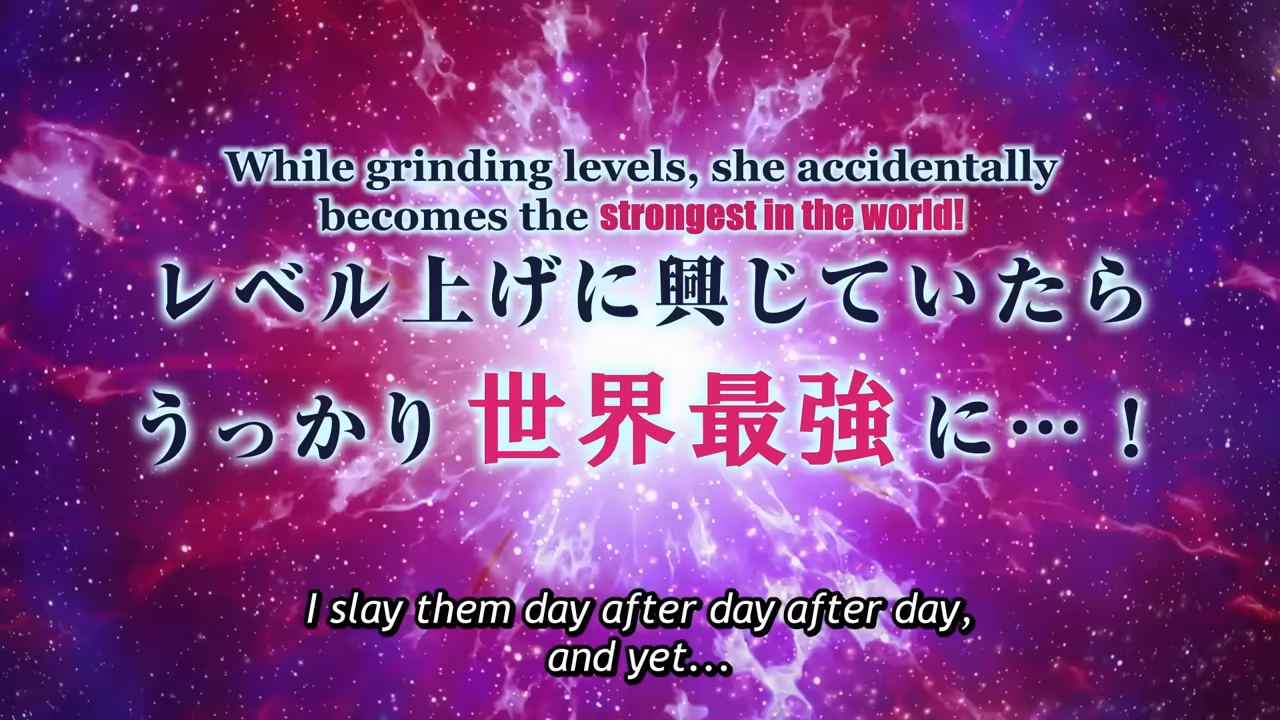 While grinding levels, she accidentally
becomes the strongest in the world!
レベル上げに興じていたら
うっかり世界最強に…！
I slay them day after day after day,
and yet...